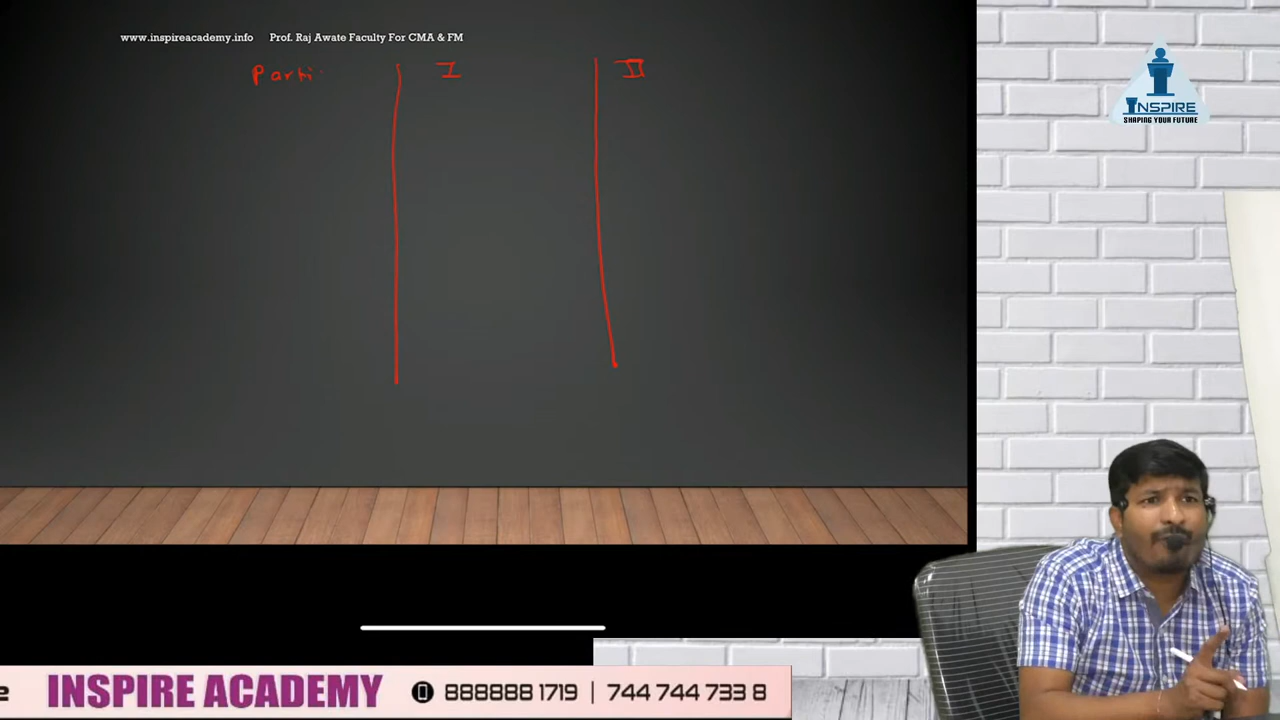 www.inspireacademy.info Prof. Raj Awate Faculty For CMA & FM
Parti. I II
INSPIRE
SHAPING YOUR FUTURE
e INSPIRE ACADEMY 888888 1719 | 744 744 733 8